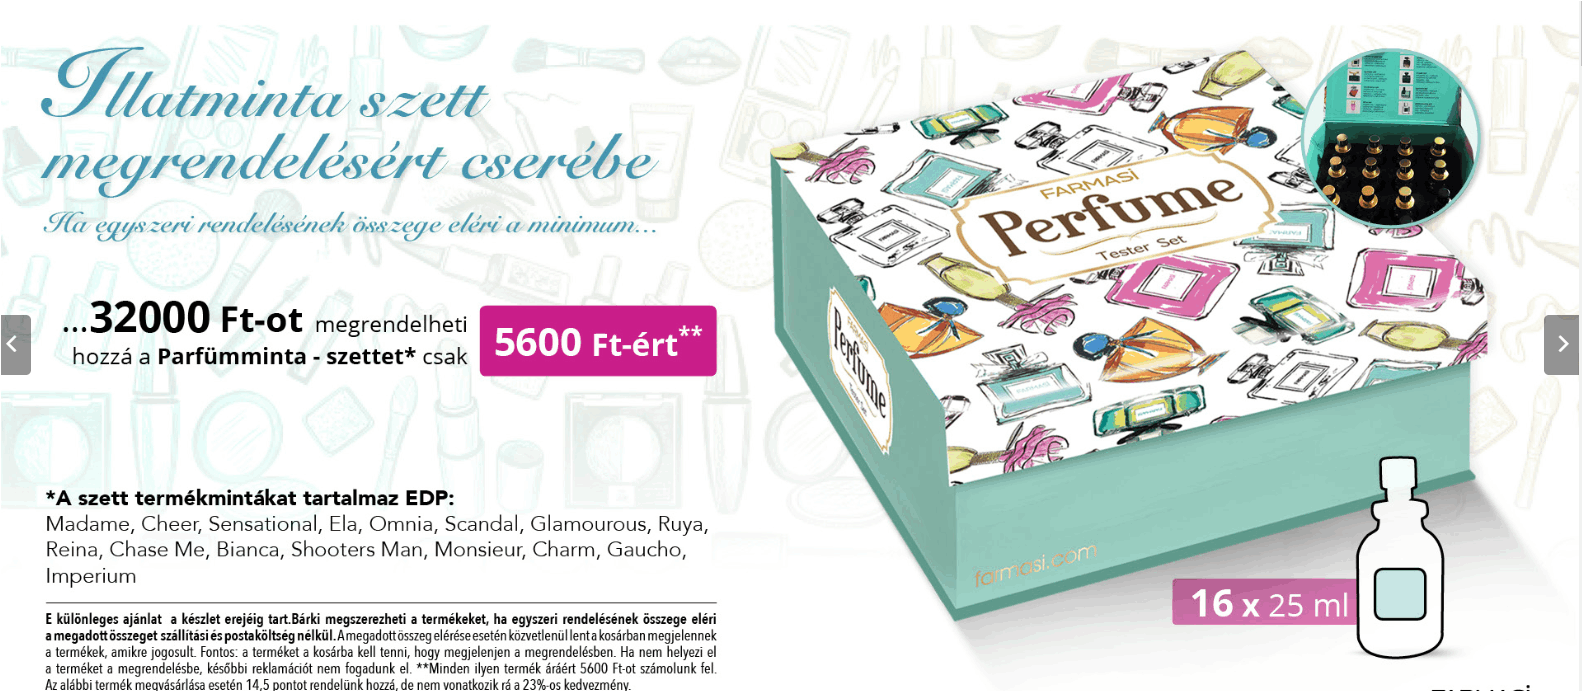 Illatminta szett
megrendelésért cserébe
Ha egyszeri rendelésének összege eléri a minimum...
...32000 Ft-ot megrendelheti
hozzá a Parfümminta - szettet* csak
5600 Ft-ért**
*A szett termékmintákat tartalmaz EDP:
Madame, Cheer, Sensational, Ela, Omnia, Scandal, Glamourous, Ruya,
Reina, Chase Me, Bianca, Shooters Man, Monsieur, Charm, Gaucho,
Imperium
E különleges ajánlat a készlet erejéig tart.Bárki megszerezheti a termékeket, ha egyszeri rendelésének összege eléri
a megadott összeget szállítási és postaköltség nélkül. A megadott összeg elérése esetén közvetlenül lent a kosárban megjelennek
a termékek, amikre jogosult. Fontos: a terméket a kosárba kell tenni, hogy megjelenjen a megrendelésben. Ha nem helyezi el
a terméket a megrendelésbe, későbbi reklamációt nem fogadunk el. **Minden ilyen termék áráért 5600 Ft-ot számolunk fel.
Az alábbi termék megvásárlása esetén 14,5 pontot rendelünk hozzá, de nem vonatkozik rá a 23%-os kedvezmény.
FARMASİ
Perfume
Tester Set
FARMASİ
Perfume
Tester Set
farmasi.com
16 x 25 ml